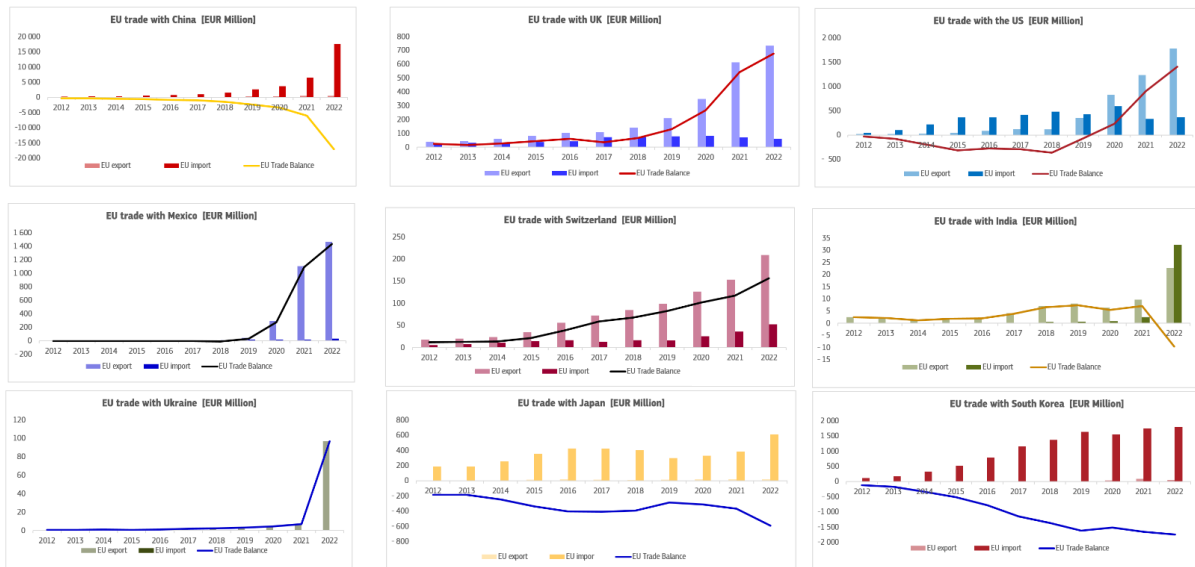 EU trade with China [EUR Million]
20 000
15 000
10 000
5 000
0
-5 000
-10 000
-15 000
-20 000
2012 2013 2014 2015 2016 2017 2018 2019 2020 2021 2022
EU export EU import EU Trade Balance
EU trade with UK [EUR Million]
800
700
600
500
400
300
200
100
0
2012 2013 2014 2015 2016 2017 2018 2019 2020 2021 2022
EU export EU import EU Trade Balance
EU trade with the US [EUR Million]
2 000
1 500
1 000
500
0
- 500
2012 2013 2014 2015 2016 2017 2018 2019 2020 2021 2022
EU export EU import EU Trade Balance
EU trade with Mexico [EUR Million]
1 600
1 400
1 200
1 000
800
600
400
200
0
- 200
2012 2013 2014 2015 2016 2017 2018 2019 2020 2021 2022
EU export EU import EU Trade Balance
EU trade with Switzerland [EUR Million]
250
200
150
100
50
0
2012 2013 2014 2015 2016 2017 2018 2019 2020 2021 2022
EU export EU import EU Trade Balance
EU trade with India [EUR Million]
35
30
25
20
15
10
5
0
- 5
- 10
- 15
2012 2013 2014 2015 2016 2017 2018 2019 2020 2021 2022
EU export EU import EU Trade Balance
EU trade with Ukraine [EUR Million]
120
100
80
60
40
20
0
2012 2013 2014 2015 2016 2017 2018 2019 2020 2021 2022
EU export EU import EU Trade Balance
EU trade with Japan [EUR Million]
800
600
400
200
0
- 200
- 400
- 600
- 800
2012 2013 2014 2015 2016 2017 2018 2019 2020 2021 2022
EU export EU impor EU Trade Balance
EU trade with South Korea [EUR Million]
2 000
1 500
1 000
500
0
- 500
-1 000
-1 500
-2 000
2012 2013 2014 2015 2016 2017 2018 2019 2020 2021 2022
EU export EU import EU Trade Balance